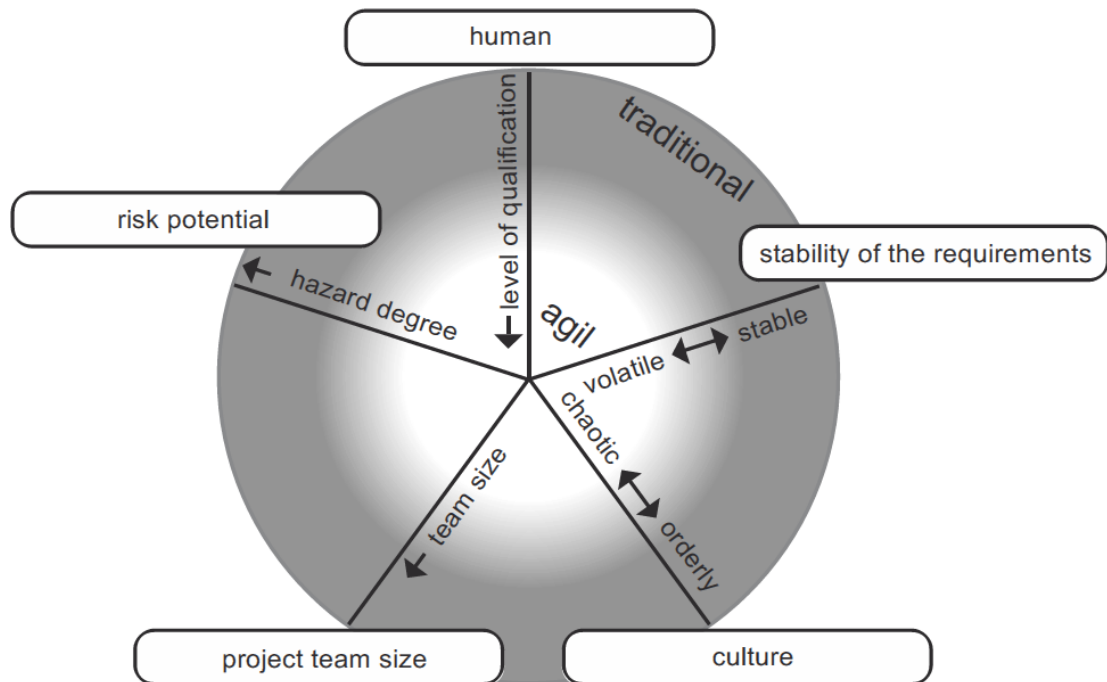 human
traditional
level of qualification
risk potential
stability of the requirements
hazard degree
agil
stable
volatile
chaotic
team size
orderly
project team size
culture